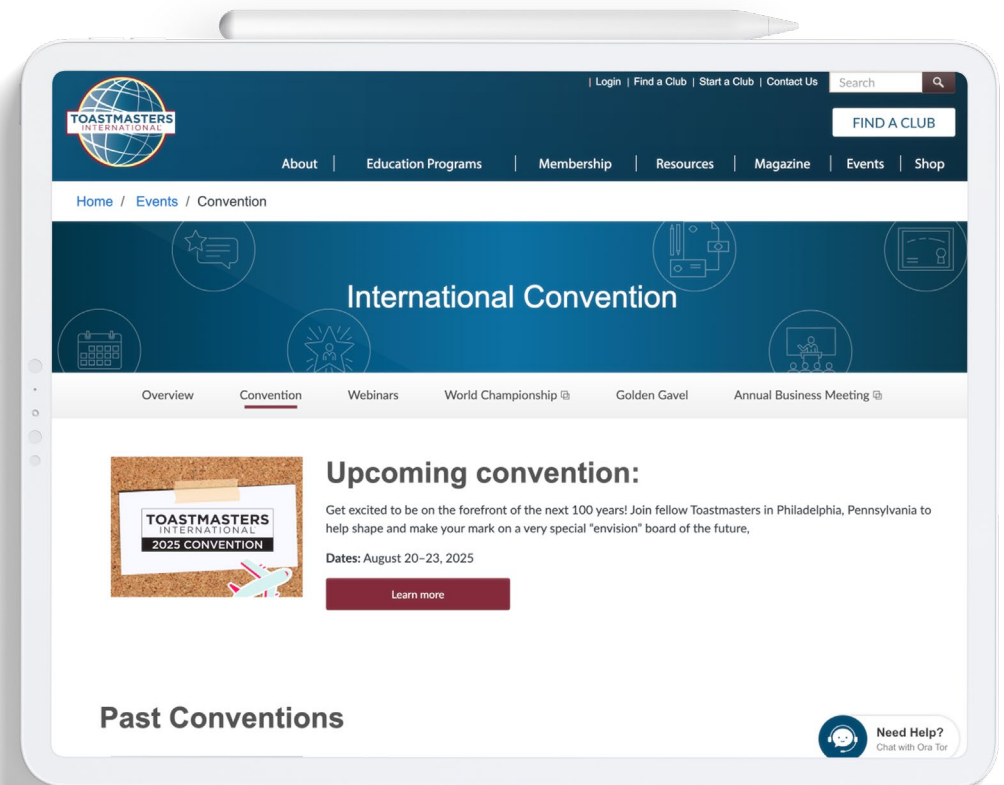 TOASTMASTERS
INTERNATIONAL
| Login | Find a Club | Start a Club | Contact Us
Search
FIND A CLUB
About | Education Programs | Membership | Resources | Magazine | Events | Shop
Home / Events / Convention
International Convention
Overview Convention Webinars World Championship Golden Gavel Annual Business Meeting
TOASTMASTERS
INTERNATIONAL
2025 CONVENTION
Upcoming convention:
Get excited to be on the forefront of the next 100 years! Join fellow Toastmasters in Philadelphia, Pennsylvania to
help shape and make your mark on a very special “envision” board of the future,
Dates: August 20–23, 2025
Learn more
Past Conventions
Need Help?
Chat with Ora Tor